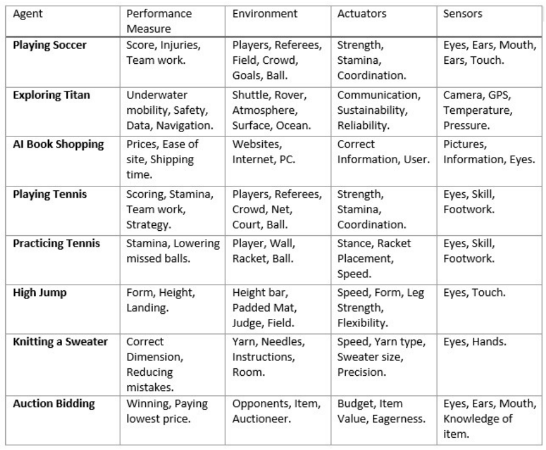 Agent Performance Measure Environment Actuators Sensors
Playing Soccer Score, Injuries, Team work. Players, Referees, Field, Crowd, Goals, Ball. Strength, Stamina, Coordination. Eyes, Ears, Mouth, Ears, Touch.
Exploring Titan Underwater mobility, Safety, Data, Navigation. Shuttle, Rover, Atmosphere, Surface, Ocean. Communication, Sustainability, Reliability. Camera, GPS, Temperature, Pressure.
AI Book Shopping Prices, Ease of site, Shipping time. Websites, Internet, PC. Correct Information, User. Pictures, Information, Eyes.
Playing Tennis Scoring, Stamina, Team work, Strategy. Players, Referees, Crowd, Net, Court, Ball. Strength, Stamina, Coordination. Eyes, Skill, Footwork.
Practicing Tennis Stamina, Lowering missed balls. Player, Wall, Racket, Ball. Stance, Racket Placement, Speed. Eyes, Skill, Footwork.
High Jump Form, Height, Landing. Height bar, Padded Mat, Judge, Field. Speed, Form, Leg Strength, Flexibility. Eyes, Touch.
Knitting a Sweater Correct Dimension, Reducing mistakes. Yarn, Needles, Instructions, Room. Speed, Yarn type, Sweater size, Precision. Eyes, Hands.
Auction Bidding Winning, Paying lowest price. Opponents, Item, Auctioneer. Budget, Item Value, Eagerness. Eyes, Ears, Mouth, Knowledge of item.